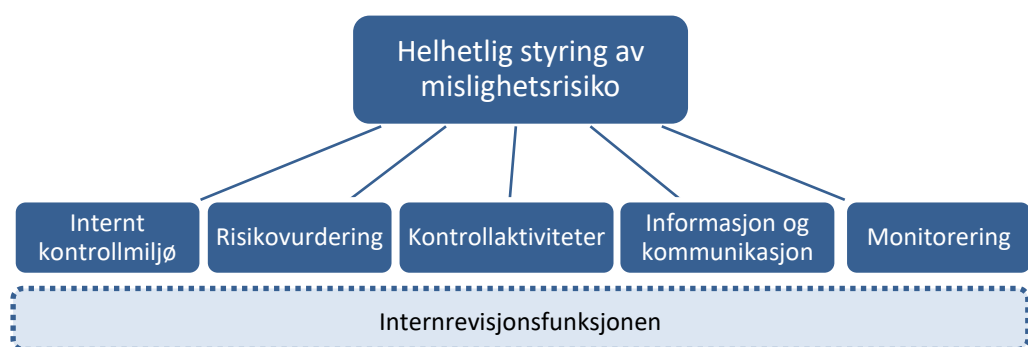 Helhetlig styring av
mislighetsrisiko
Internt
kontrollmiljø
Risikovurdering
Kontrollaktiviteter
Informasjon og
kommunikasjon
Monitorering
Internrevisjonsfunksjonen